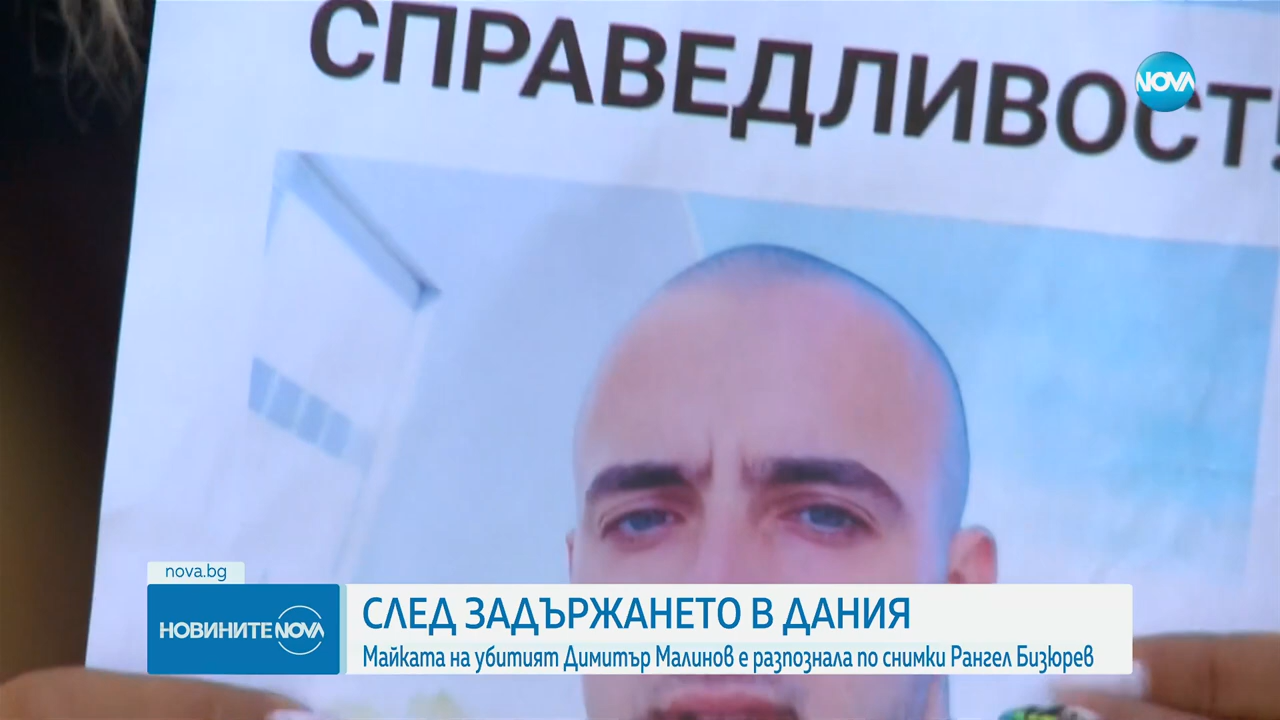 СПРАВЕДЛИВОСТ!
NOVA
nova.bg
НОВИНИТЕ NOVA
СЛЕД ЗАДЪРЖАНЕТО В ДАНИЯ
Майката на убитият Димитър Малинов е разпознала по снимки Рангел Бизюрев